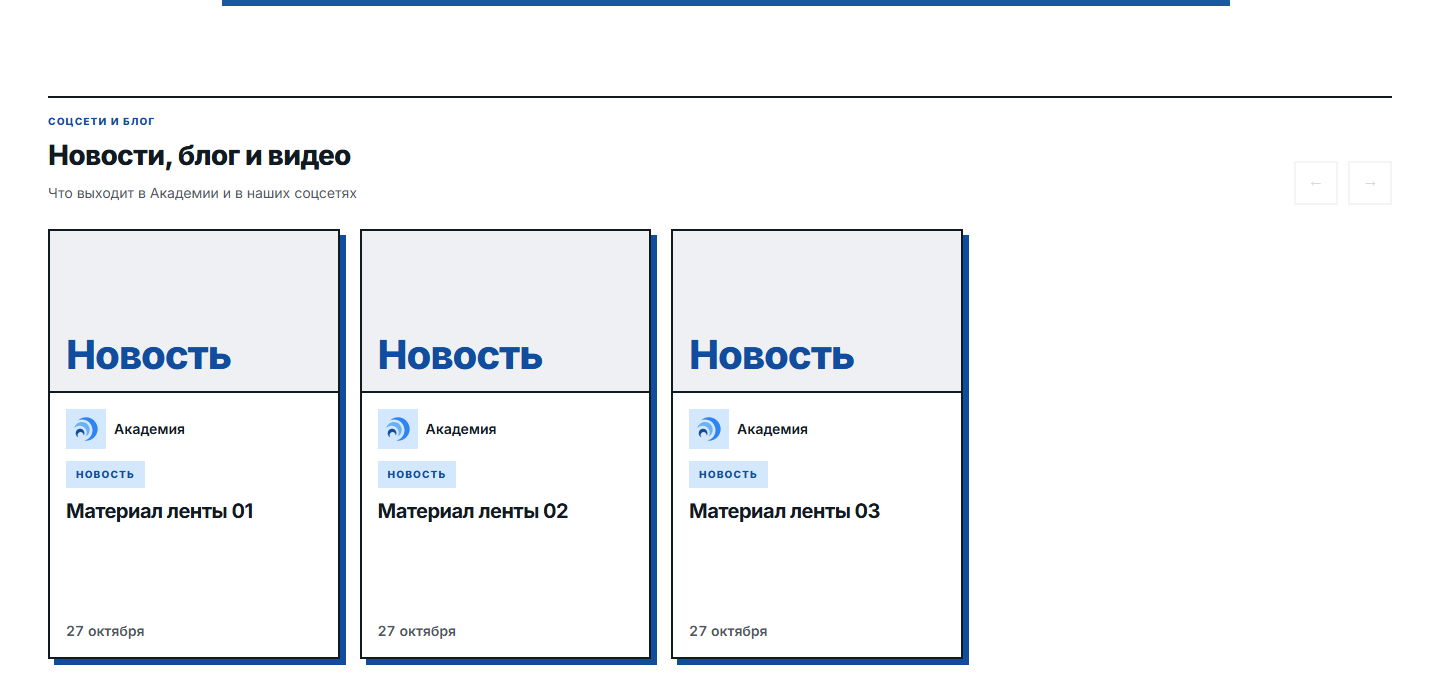 СОЦСЕТИ И БЛОГ
Новости, блог и видео
Что выходит в Академии и в наших соцсетях
← →
Новость
Академия
НОВОСТЬ
Материал ленты 01
27 октября
Новость
Академия
НОВОСТЬ
Материал ленты 02
27 октября
Новость
Академия
НОВОСТЬ
Материал ленты 03
27 октября